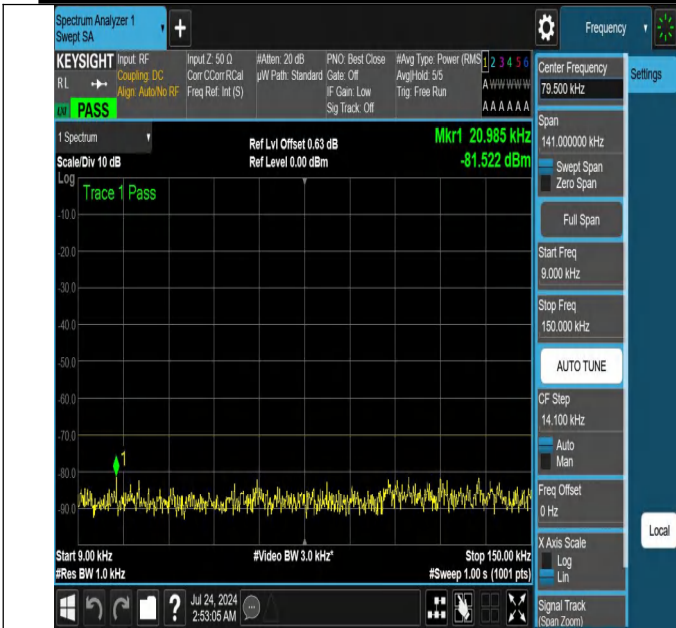 Spectrum Analyzer 1
Swept SA
+
Frequency
KEYSIGHT
RL
PASS
Input: RF
Coupling: DC
Align: Auto/No RF
Input Z: 50 Ω
Corr CCorr RCal
Freq Ref: Int (S)
#Atten: 20 dB
µW Path: Standard
PNO: Best Close
Gate: Off
IF Gain: Low
Sig Track: Off
#Avg Type: Power (RMS
Avg|Hold: 5/5
Trig: Free Run
1 2 3 4 5 6
A W W W W W
A A A A A A
1 Spectrum
Scale/Div 10 dB
Ref Lvl Offset 0.63 dB
Ref Level 0.00 dBm
Mkr1 20.985 kHz
-81.522 dBm
Log
Trace 1 Pass
-10.0
-20.0
-30.0
-40.0
-50.0
-60.0
-70.0
-80.0
-90.0
1
Start 9.00 kHz
#Res BW 1.0 kHz
#Video BW 3.0 kHz*
Stop 150.00 kHz
#Sweep 1.00 s (1001 pts)
Center Frequency
79.500 kHz
Settings
Span
141.000000 kHz
Swept Span
Zero Span
Full Span
Start Freq
9.000 kHz
Stop Freq
150.000 kHz
AUTO TUNE
CF Step
14.100 kHz
Auto
Man
Freq Offset
0 Hz
X Axis Scale
Log
Lin
Local
Signal Track
(Span Zoom)
?
Jul 24, 2024
2:53:05 AM